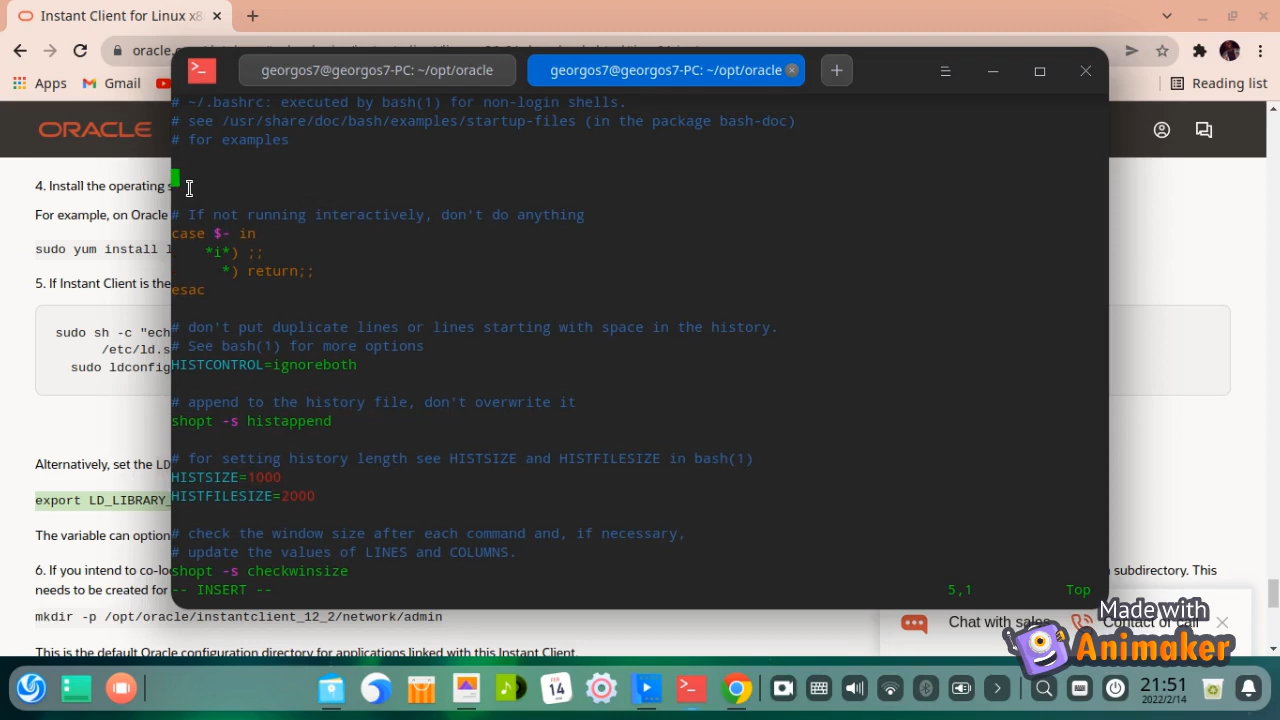 Instant Client for Linux x8
oracle.c
Apps
Gmail
Reading list
georgos7@georgos7-PC: ~/opt/oracle
georgos7@georgos7-PC: ~/opt/oracle
ORACLE
# ~/.bashrc: executed by bash(1) for non-login shells.
# see /usr/share/doc/bash/examples/startup-files (in the package bash-doc)
# for examples
# If not running interactively, don't do anything
case $- in
*i*) ;;
*) return;;
esac
# don't put duplicate lines or lines starting with space in the history.
# See bash(1) for more options
HISTCONTROL=ignoreboth
# append to the history file, don't overwrite it
shopt -s histappend
# for setting history length see HISTSIZE and HISTFILESIZE in bash(1)
HISTSIZE=1000
HISTFILESIZE=2000
# check the window size after each command and, if necessary,
# update the values of LINES and COLUMNS.
shopt -s checkwinsize
-- INSERT -- 5,1 Top
4. Install the operating s
For example, on Oracle
sudo yum install l
5. If Instant Client is the
sudo sh -c "ech
/etc/ld.s
sudo ldconfig
Alternatively, set the LD
export LD_LIBRARY_
The variable can option
6. If you intend to co-lo
subdirectory. This
needs to be created for
mkdir -p /opt/oracle/instantclient_12_2/network/admin
This is the default Oracle configuration directory for applications linked with this Instant Client.
Chat with sales
Contact or call
Made with
Animaker
FEB
14
21:51
2022/2/14